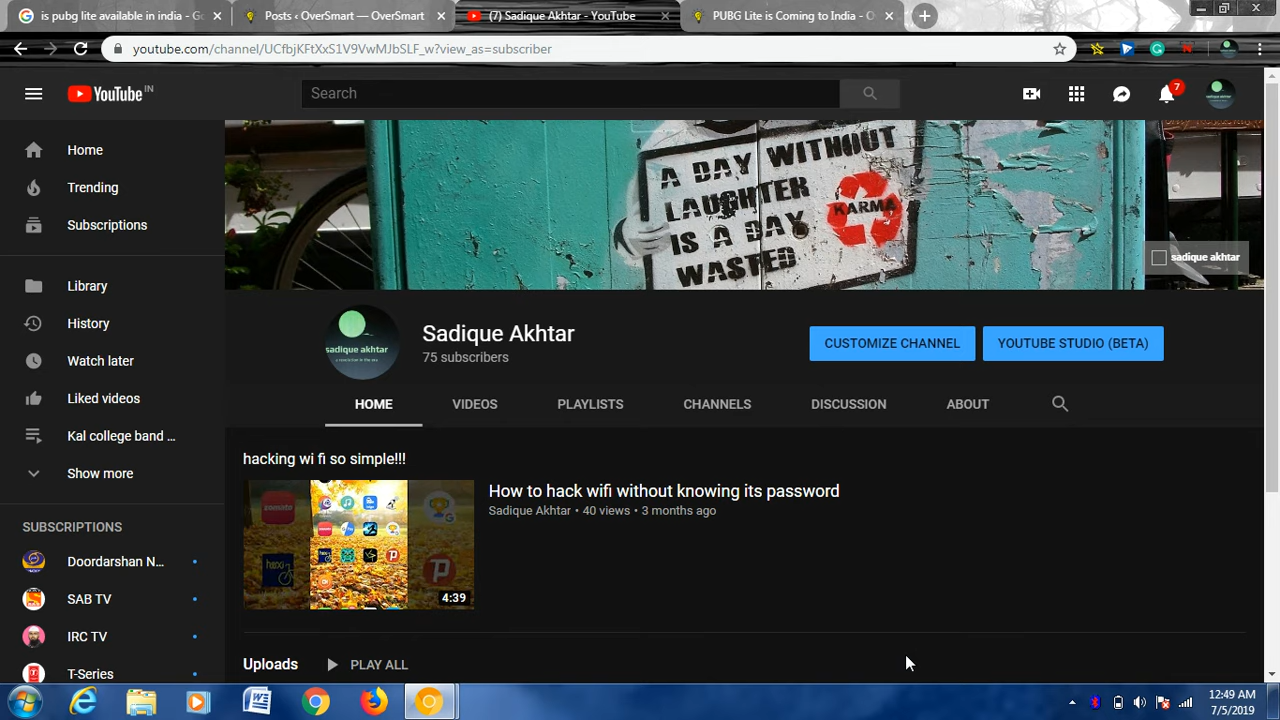 is pubg lite available in india - G
Posts ‹ OverSmart — OverSmart
(7) Sadique Akhtar - YouTube
PUBG Lite is Coming to India - O
youtube.com/channel/UCfbjKFtXxS1V9VwMJbSLF_w?view_as=subscriber
YouTube IN
Search
7
Home
Trending
Subscriptions
Library
History
Watch later
Liked videos
Kal college band ...
Show more
SUBSCRIPTIONS
Doordarshan N...
SAB TV
IRC TV
T-Series
A DAY WITHOUT
LAUGHTER
IS A DAY
WASTED
KARMA
sadique akhtar
sadique akhtar
Sadique Akhtar
75 subscribers
CUSTOMIZE CHANNEL
YOUTUBE STUDIO (BETA)
HOME
VIDEOS
PLAYLISTS
CHANNELS
DISCUSSION
ABOUT
hacking wi fi so simple!!!
How to hack wifi without knowing its password
Sadique Akhtar • 40 views • 3 months ago
zomato
4:39
Uploads
PLAY ALL
12:49 AM
7/5/2019